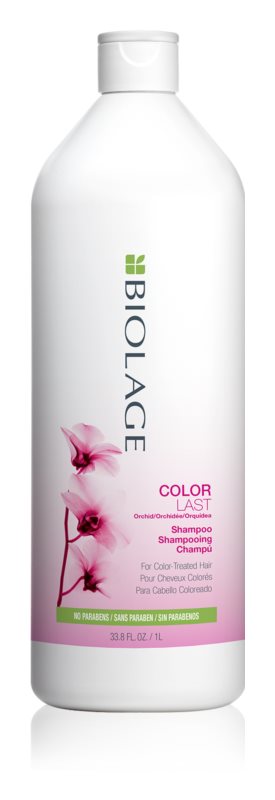 BIOLAGE
COLOR
LAST
Orchid/Orchidée/Orquídea
Shampoo
Shampooing
Champú
For Color-Treated Hair
Pour Cheveux Colorés
Para Cabello Coloreado
NO PARABENS / SANS PARABEN / SIN PARABENOS
33.8 FL. OZ. / 1L